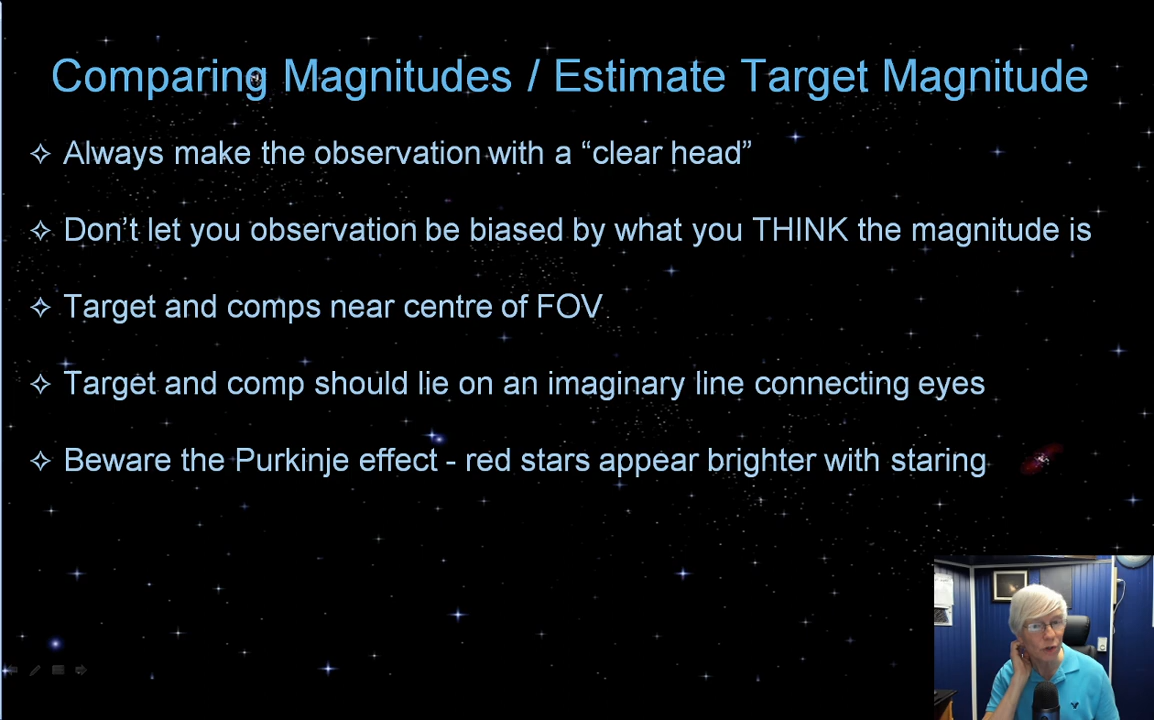 Comparing Magnitudes / Estimate Target Magnitude
Always make the observation with a “clear head”
Don’t let you observation be biased by what you THINK the magnitude is
Target and comps near centre of FOV
Target and comp should lie on an imaginary line connecting eyes
Beware the Purkinje effect - red stars appear brighter with staring